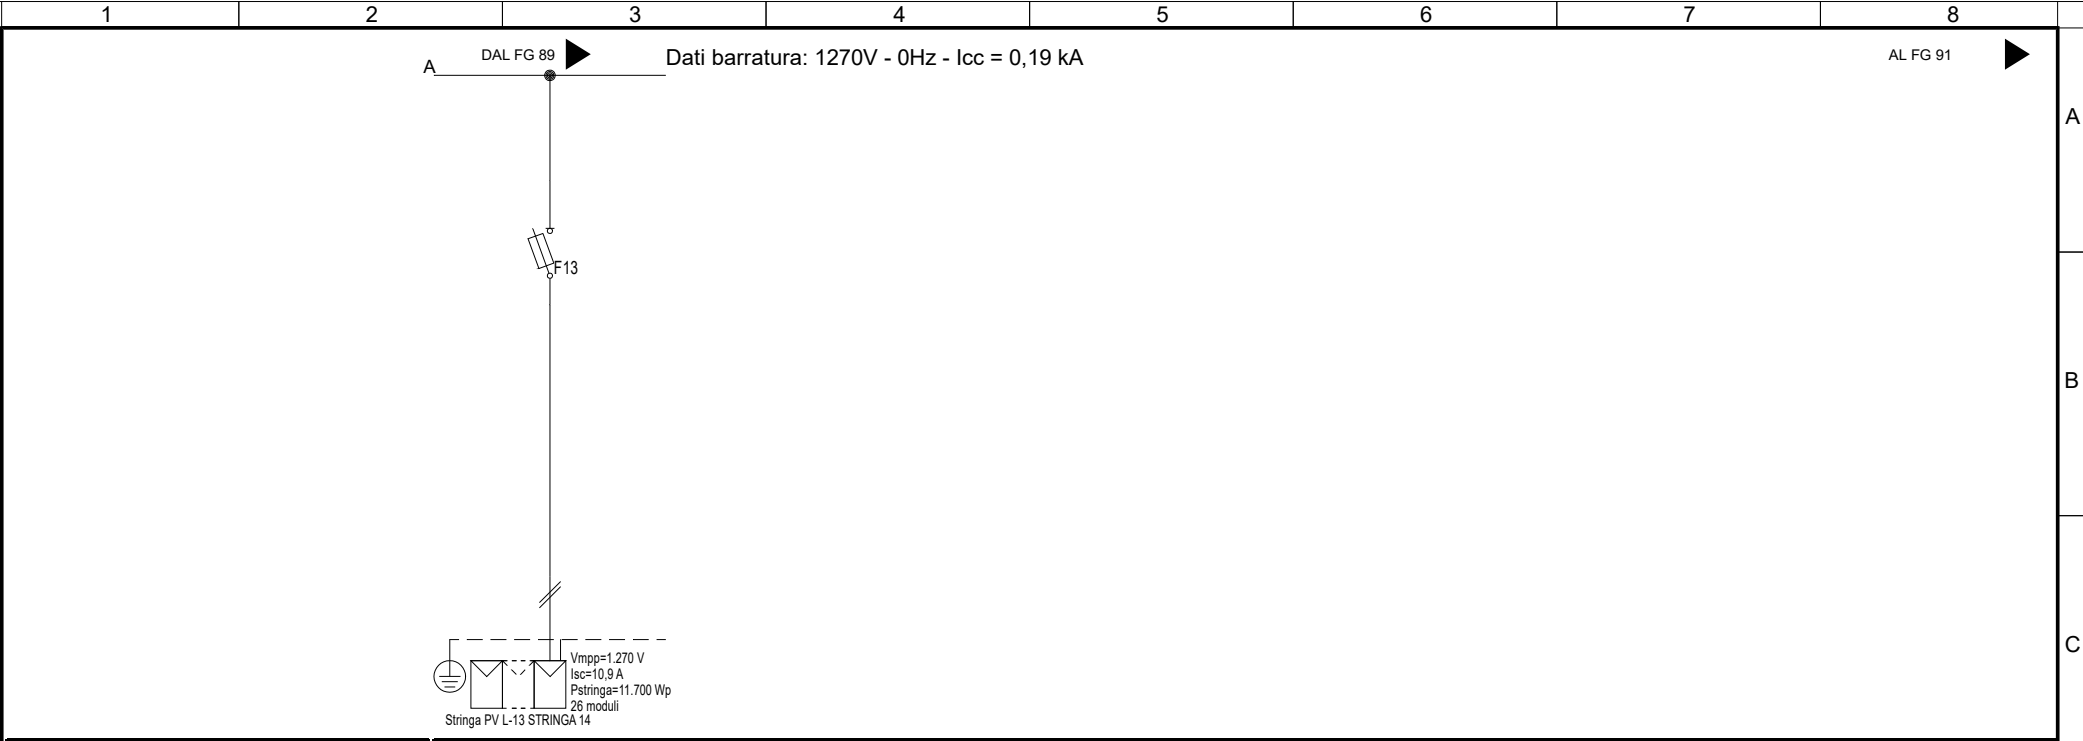 1 2 3 4 5 6 7 8
DAL FG 89
Dati barratura: 1270V - 0Hz - Icc = 0,19 kA
AL FG 91
A
A
F13
B
C
Vmpp=1.270 V
Isc=10,9 A
Pstringa=11.700 Wp
26 moduli
Stringa PV L-13 STRINGA 14